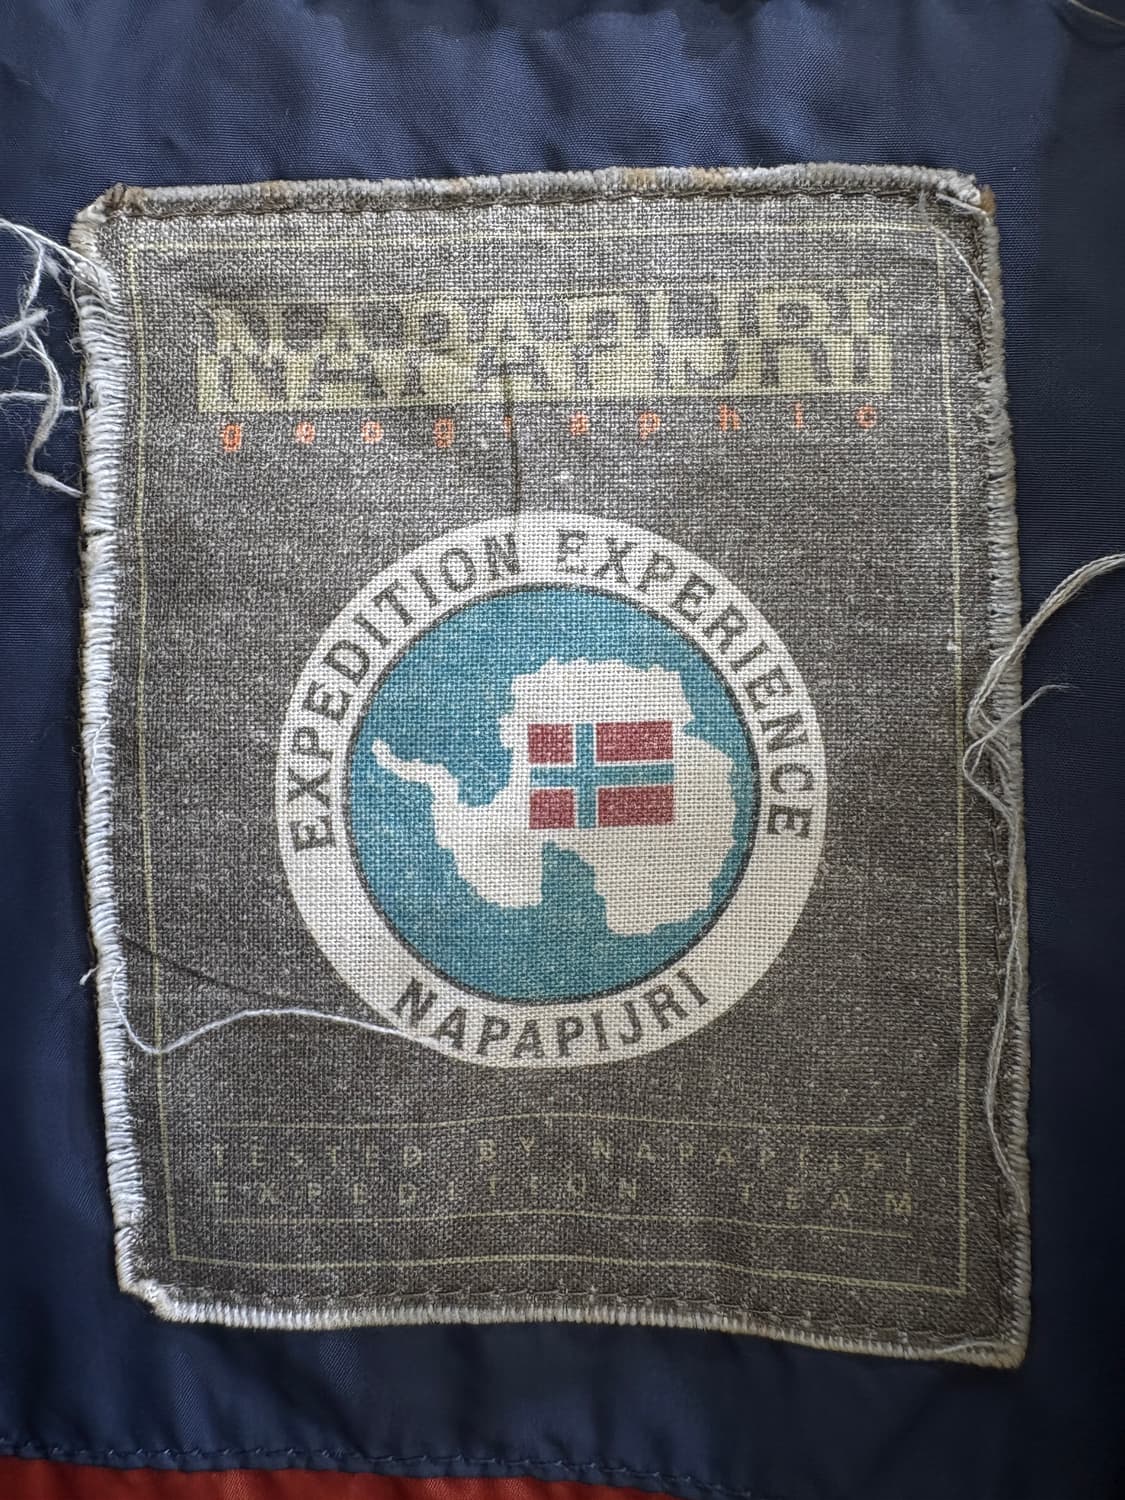 NAPAPIJRI
geographic
EXPEDITION EXPERIENCE
NAPAPIJRI
TESTED BY NAPAPIJRI
EXPEDITION TEAM